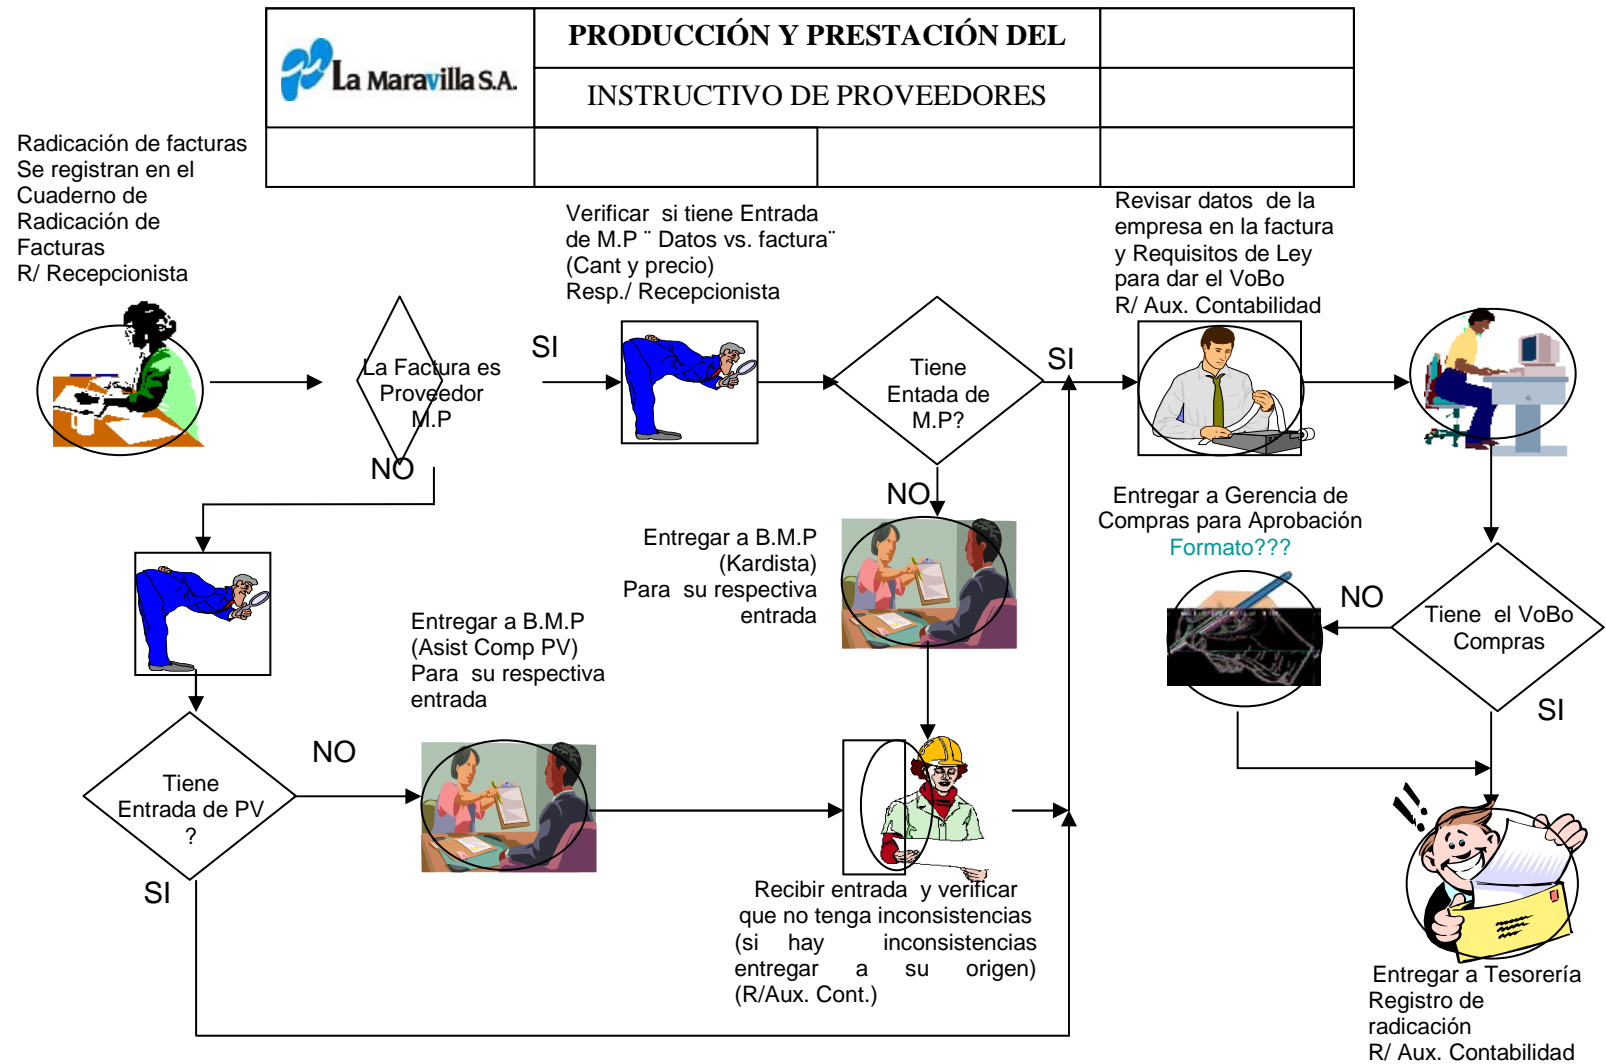 La Maravilla S.A.
PRODUCCIÓN Y PRESTACIÓN DEL
INSTRUCTIVO DE PROVEEDORES
Radicación de facturas
Se registran en el
Cuaderno de
Radicación de
Facturas
R/ Recepcionista
La Factura es
Proveedor
M.P
SI
NO
Verificar si tiene Entrada
de M.P ¨ Datos vs. factura¨
(Cant y precio)
Resp./ Recepcionista
Tiene
Entada de
M.P?
SI
NO
Revisar datos de la
empresa en la factura
y Requisitos de Ley
para dar el VoBo
R/ Aux. Contabilidad
Entregar a Gerencia de
Compras para Aprobación
Formato???
NO
Tiene el VoBo
Compras
SI
Entregar a B.M.P
(Kardista)
Para su respectiva
entrada
Entregar a B.M.P
(Asist Comp PV)
Para su respectiva
entrada
Tiene
Entrada de PV
?
NO
SI
Recibir entrada y verificar
que no tenga inconsistencias
(si hay inconsistencias
entregar a su origen)
(R/Aux. Cont.)
Entregar a Tesorería
Registro de
radicación
R/ Aux. Contabilidad